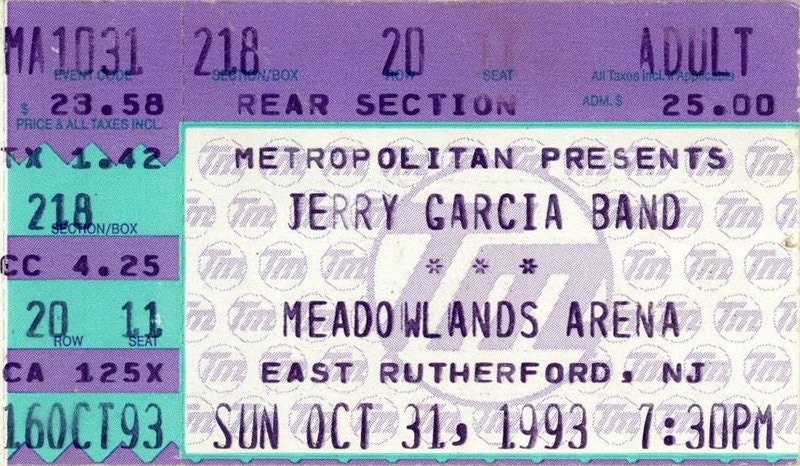 MA1031 218 20 11 ADULT
EVENT CODE SECTION/BOX ROW SEAT All Taxes Incl. If Applicable
$ 23.58 REAR SECTION ADM. $ 25.00
PRICE & ALL TAXES INCL.
TX 1.42 METROPOLITAN PRESENTS
218 JERRY GARCIA BAND
SECTION/BOX
CC 4.25 * * *
20 11 MEADOWLANDS ARENA
ROW SEAT
CA 125X EAST RUTHERFORD, NJ
16OCT93 SUN OCT 31, 1993 7:30PM